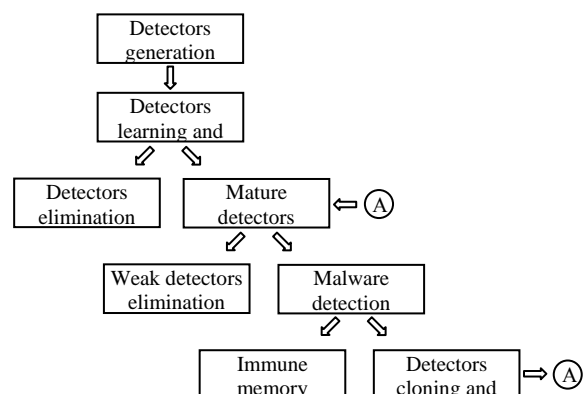 Detectors
generation
Detectors
learning and
Detectors
elimination
Mature
detectors
A
Weak detectors
elimination
Malware
detection
Immune
memory
Detectors
cloning and
A